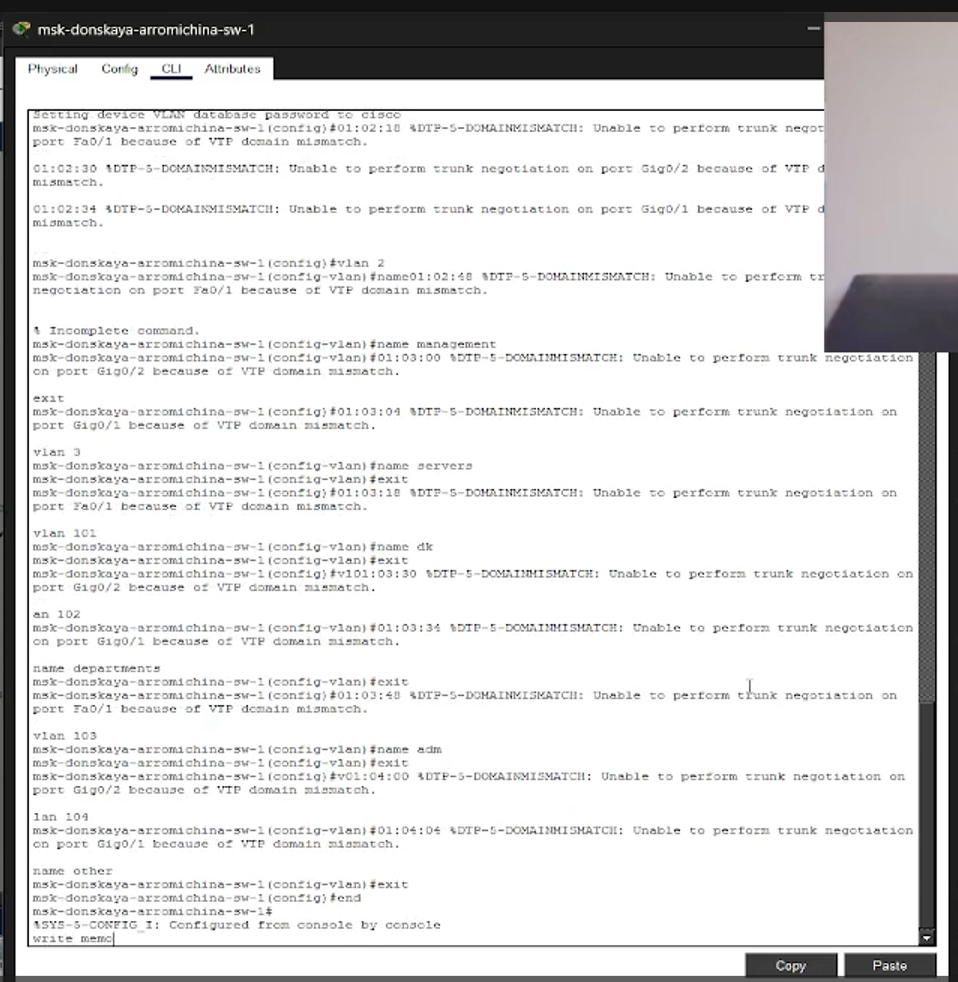 msk-donskaya-arromichina-sw-1
Physical Config CLI Attributes
Setting device VLAN database password to cisco
msk-donskaya-arromichina-sw-1(config)#01:02:18 %DTP-5-DOMAINMISMATCH: Unable to perform trunk negot
port Fa0/1 because of VTP domain mismatch.
01:02:30 %DTP-5-DOMAINMISMATCH: Unable to perform trunk negotiation on port Gig0/2 because of VTP d
mismatch.
01:02:34 %DTP-5-DOMAINMISMATCH: Unable to perform trunk negotiation on port Gig0/1 because of VTP d
mismatch.
msk-donskaya-arromichina-sw-1(config)#vlan 2
msk-donskaya-arromichina-sw-1(config-vlan)#name01:02:48 %DTP-5-DOMAINMISMATCH: Unable to perform tr
negotiation on port Fa0/1 because of VTP domain mismatch.
% Incomplete command.
msk-donskaya-arromichina-sw-1(config-vlan)#name management
msk-donskaya-arromichina-sw-1(config-vlan)#01:03:00 %DTP-5-DOMAINMISMATCH: Unable to perform trunk negotiation
on port Gig0/2 because of VTP domain mismatch.
exit
msk-donskaya-arromichina-sw-1(config)#01:03:04 %DTP-5-DOMAINMISMATCH: Unable to perform trunk negotiation on
port Gig0/1 because of VTP domain mismatch.
vlan 3
msk-donskaya-arromichina-sw-1(config-vlan)#name servers
msk-donskaya-arromichina-sw-1(config-vlan)#exit
msk-donskaya-arromichina-sw-1(config)#01:03:18 %DTP-5-DOMAINMISMATCH: Unable to perform trunk negotiation on
port Fa0/1 because of VTP domain mismatch.
vlan 101
msk-donskaya-arromichina-sw-1(config-vlan)#name dk
msk-donskaya-arromichina-sw-1(config-vlan)#exit
msk-donskaya-arromichina-sw-1(config)#vl01:03:30 %DTP-5-DOMAINMISMATCH: Unable to perform trunk negotiation on
port Gig0/2 because of VTP domain mismatch.
an 102
msk-donskaya-arromichina-sw-1(config-vlan)#01:03:34 %DTP-5-DOMAINMISMATCH: Unable to perform trunk negotiation
on port Gig0/1 because of VTP domain mismatch.
name departments
msk-donskaya-arromichina-sw-1(config-vlan)#exit
msk-donskaya-arromichina-sw-1(config)#01:03:48 %DTP-5-DOMAINMISMATCH: Unable to perform trunk negotiation on
port Fa0/1 because of VTP domain mismatch.
vlan 103
msk-donskaya-arromichina-sw-1(config-vlan)#name adm
msk-donskaya-arromichina-sw-1(config-vlan)#exit
msk-donskaya-arromichina-sw-1(config)#v01:04:00 %DTP-5-DOMAINMISMATCH: Unable to perform trunk negotiation on
port Gig0/2 because of VTP domain mismatch.
lan 104
msk-donskaya-arromichina-sw-1(config-vlan)#01:04:04 %DTP-5-DOMAINMISMATCH: Unable to perform trunk negotiation
on port Gig0/1 because of VTP domain mismatch.
name other
msk-donskaya-arromichina-sw-1(config-vlan)#exit
msk-donskaya-arromichina-sw-1(config)#end
msk-donskaya-arromichina-sw-1#
%SYS-5-CONFIG_I: Configured from console by console
write memo
Copy Paste